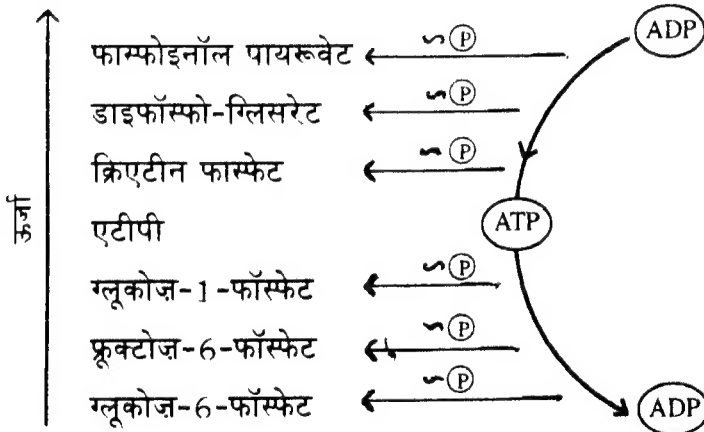 ADP
~ P
फास्फोइनॉल पायरूवेट
~ P
डाइफॉस्फो-ग्लिसरेट
~ P
क्रिएटीन फास्फेट
ऊर्जा
एटीपी
ATP
~ P
ग्लूकोज़-1-फॉस्फेट
~ P
फ्रूक्टोज़-6-फॉस्फेट
~ P
ग्लूकोज़-6-फॉस्फेट
ADP